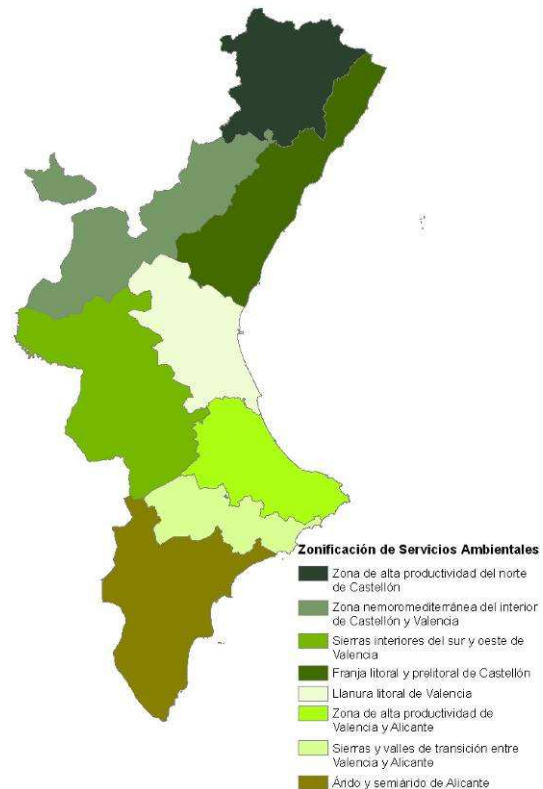 Zonificación de Servicios Ambientales
Zona de alta productividad del norte
de Castellón
Zona nemoromediterránea del interior
de Castellón y Valencia
Sierras interiores del sur y oeste de
Valencia
Franja litoral y prelitoral de Castellón
Llanura litoral de Valencia
Zona de alta productividad de
Valencia y Alicante
Sierras y valles de transición entre
Valencia y Alicante
Árido y semiárido de Alicante